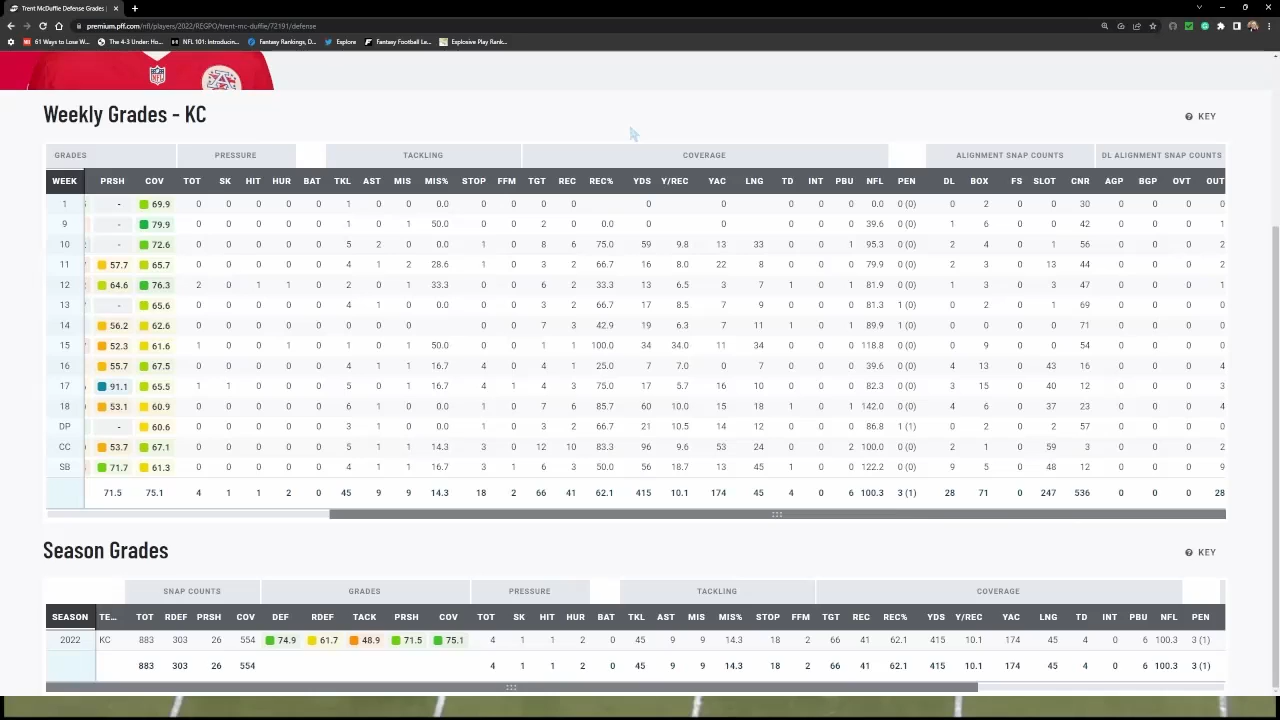 Trent McDuffie Defense Grades |
premium.pff.com/nfl/players/2022/REGPO/trent-mc-duffie/72191/defense
61 Ways to Lose W... The 4-3 Under: Ho... NFL 101: Introducin... Fantasy Rankings, D... Explore Fantasy Football Le... Explosive Play Rank...
NFL
Weekly Grades - KC
KEY
GRADES PRESSURE TACKLING COVERAGE ALIGNMENT SNAP COUNTS DL ALIGNMENT SNAP COUNTS
WEEK PRSH COV TOT SK HIT HUR BAT TKL AST MIS MIS% STOP FFM TGT REC REC% YDS Y/REC YAC LNG TD INT PBU NFL PEN DL BOX FS SLOT CNR AGP BGP OVT OUT
1 - 69.9 0 0 0 0 0 1 0 0 0.0 0 0 0 0 0 0 0 0 0 0 0.0 0 (0) 0 2 0 0 30 0 0 0 0
9 - 79.9 0 0 0 0 0 1 0 1 50.0 0 0 2 0 0.0 0 0 0 0 0 0 39.6 0 (0) 1 6 0 0 42 0 0 0 1
10 - 72.6 0 0 0 0 0 5 2 0 0.0 1 0 8 6 75.0 59 9.8 13 33 0 0 1 95.3 0 (0) 2 4 0 1 56 0 0 0 2
11 57.7 65.7 0 0 0 0 0 4 1 2 28.6 1 0 3 2 66.7 16 8.0 22 8 0 0 0 79.9 0 (0) 2 3 0 13 44 0 0 0 2
12 64.6 76.3 2 0 1 1 0 2 0 1 33.3 0 0 6 2 33.3 13 6.5 3 7 1 0 1 81.9 0 (0) 1 3 0 3 47 0 0 0 1
13 - 65.6 0 0 0 0 0 4 1 0 0.0 1 0 3 2 66.7 17 8.5 7 9 0 0 0 81.3 1 (0) 0 2 0 1 69 0 0 0 0
14 56.2 62.6 0 0 0 0 0 0 0 0 0 0 7 3 42.9 19 6.3 7 11 1 0 1 89.9 1 (0) 0 0 0 0 71 0 0 0 0
15 52.3 61.6 1 0 0 1 0 1 0 1 50.0 0 0 1 1 100.0 34 34.0 11 34 0 0 0 118.8 0 (0) 0 9 0 0 54 0 0 0 0
16 55.7 67.5 0 0 0 0 0 4 1 1 16.7 4 0 4 1 25.0 7 7.0 0 7 0 0 1 39.6 0 (0) 4 13 0 43 16 0 0 0 4
17 91.1 65.5 1 1 0 0 0 5 0 1 16.7 4 1 4 3 75.0 17 5.7 16 10 0 0 0 82.3 0 (0) 3 15 0 40 12 0 0 0 3
18 53.1 60.9 0 0 0 0 0 6 1 0 0.0 1 0 7 6 85.7 60 10.0 15 18 1 0 1 142.0 0 (0) 4 6 0 37 23 0 0 0 4
DP - 60.6 0 0 0 0 0 3 1 0 0.0 0 0 3 2 66.7 21 10.5 14 12 0 0 0 86.8 1 (1) 0 2 0 2 57 0 0 0 0
CC 53.7 67.1 0 0 0 0 0 5 1 1 14.3 3 0 12 10 83.3 96 9.6 53 24 0 0 2 100.0 0 (0) 2 1 0 59 3 0 0 0 2
SB 71.7 61.3 0 0 0 0 0 4 1 1 16.7 3 1 6 3 50.0 56 18.7 13 45 1 0 0 122.2 0 (0) 9 5 0 48 12 0 0 0 9
71.5 75.1 4 1 1 2 0 45 9 9 14.3 18 2 66 41 62.1 415 10.1 174 45 4 0 6 100.3 3 (1) 28 71 0 247 536 0 0 0 28
Season Grades
KEY
SNAP COUNTS GRADES PRESSURE TACKLING COVERAGE
SEASON TE... TOT RDEF PRSH COV DEF RDEF TACK PRSH COV TOT SK HIT HUR BAT TKL AST MIS MIS% STOP FFM TGT REC REC% YDS Y/REC YAC LNG TD INT PBU NFL PEN
2022 KC 883 303 26 554 74.9 61.7 48.9 71.5 75.1 4 1 1 2 0 45 9 9 14.3 18 2 66 41 62.1 415 10.1 174 45 4 0 6 100.3 3 (1)
883 303 26 554 4 1 1 2 0 45 9 9 14.3 18 2 66 41 62.1 415 10.1 174 45 4 0 6 100.3 3 (1)